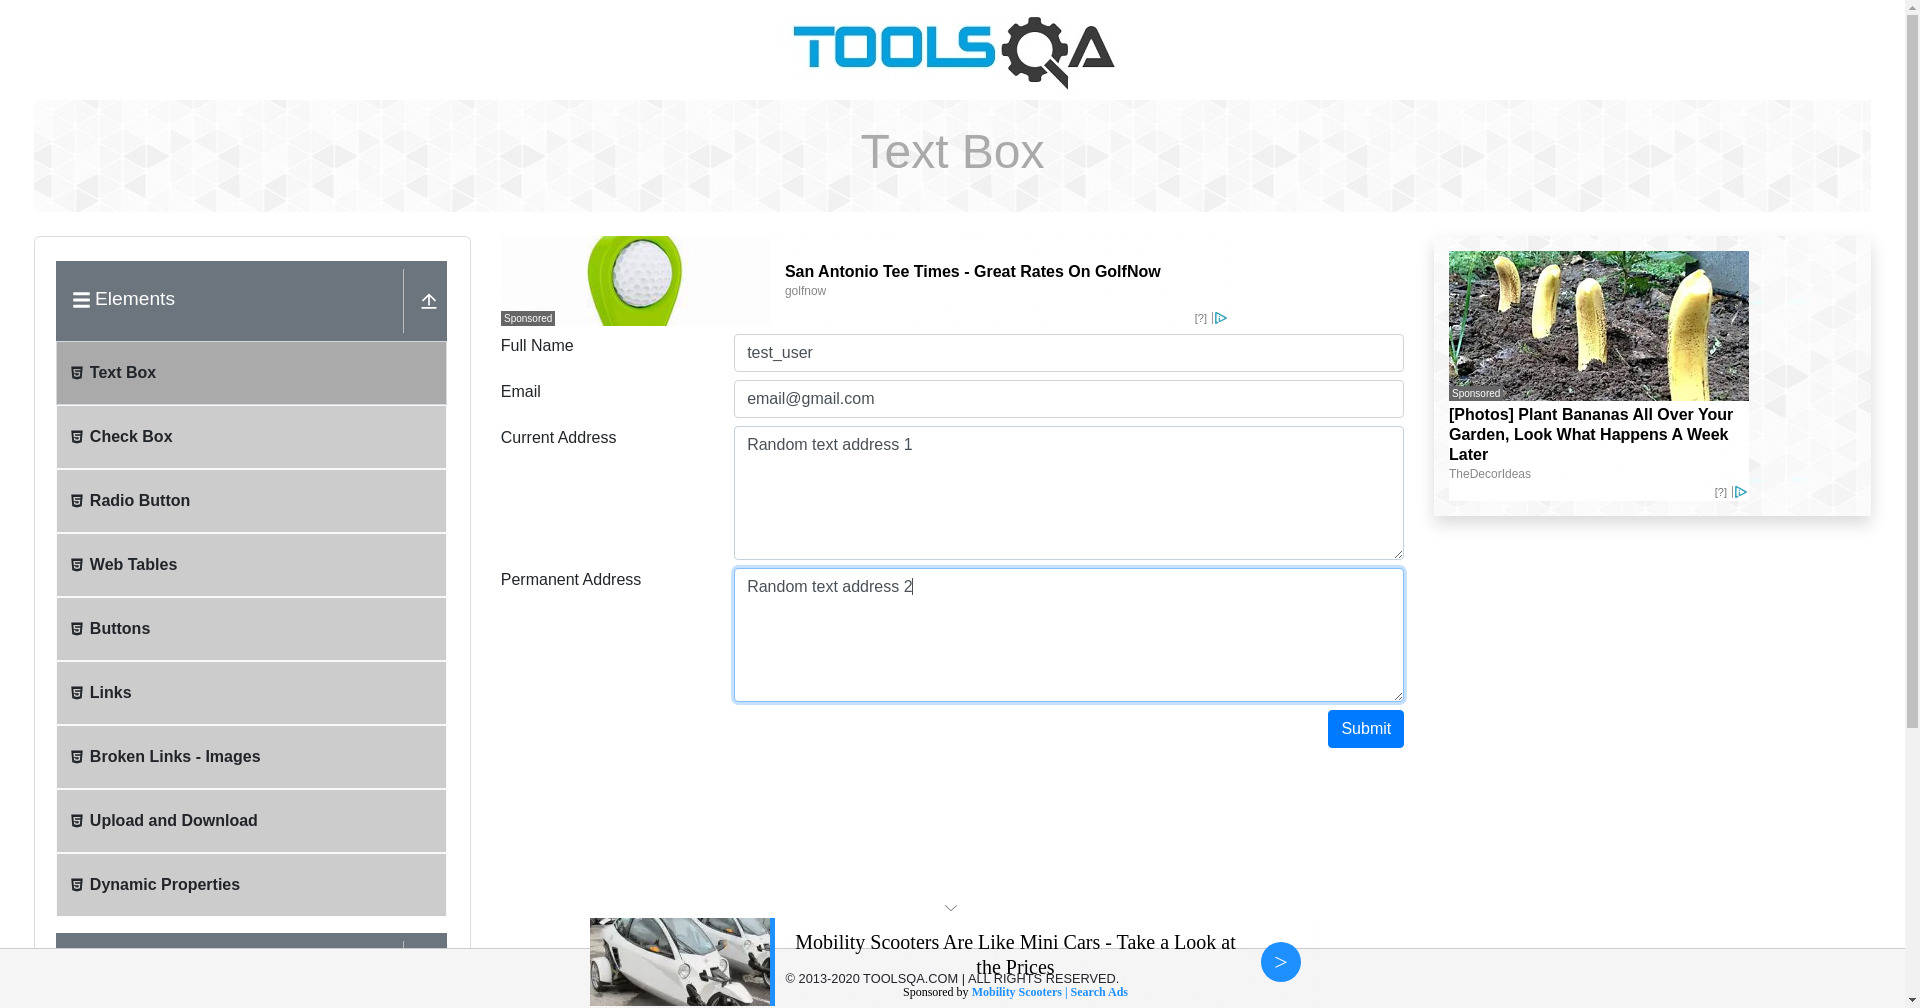 TOOLSQA
Text Box
Elements
Text Box
Check Box
Radio Button
Web Tables
Buttons
Links
Broken Links - Images
Upload and Download
Dynamic Properties
San Antonio Tee Times - Great Rates On GolfNow
golfnow
Sponsored
[?]
Full Name
test_user
Email
email@gmail.com
Current Address
Random text address 1
Permanent Address
Random text address 2
Submit
Sponsored
[Photos] Plant Bananas All Over Your
Garden, Look What Happens A Week
Later
TheDecorIdeas
[?]
Mobility Scooters Are Like Mini Cars - Take a Look at
the Prices
>
© 2013-2020 TOOLSQA.COM | ALL RIGHTS RESERVED.
Sponsored by Mobility Scooters | Search Ads